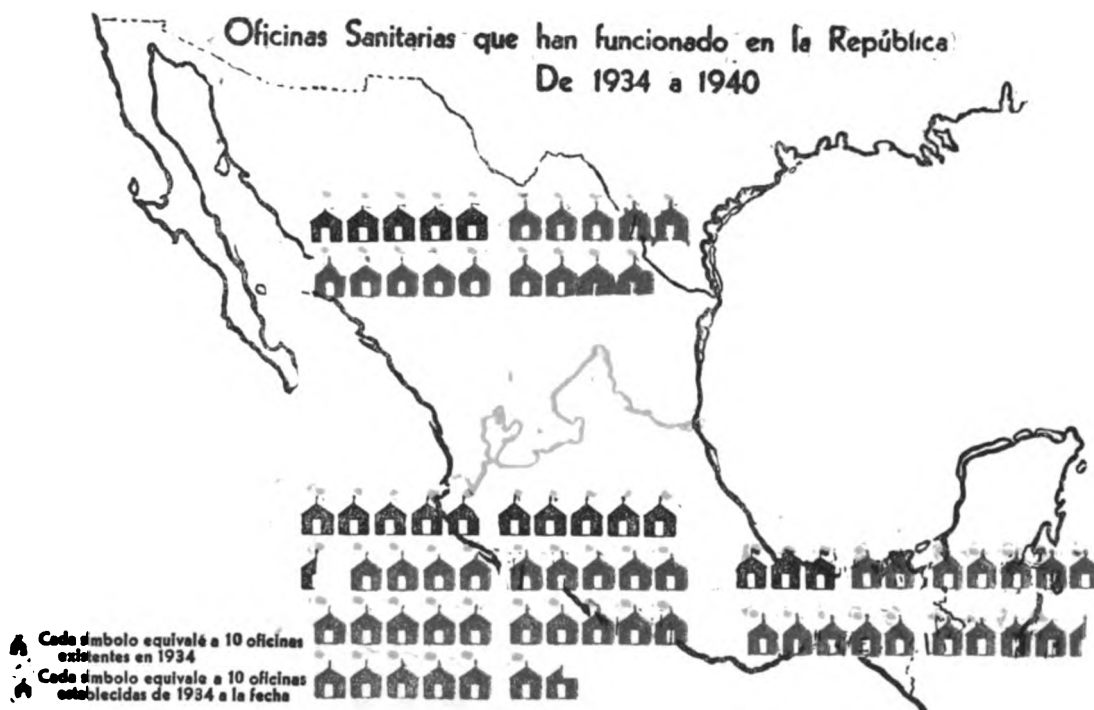 Oficinas Sanitarias que han funcionado en la República
De 1934 a 1940
Cada símbolo equivale a 10 oficinas
existentes en 1934
Cada símbolo equivale a 10 oficinas
establecidas de 1934 a la fecha